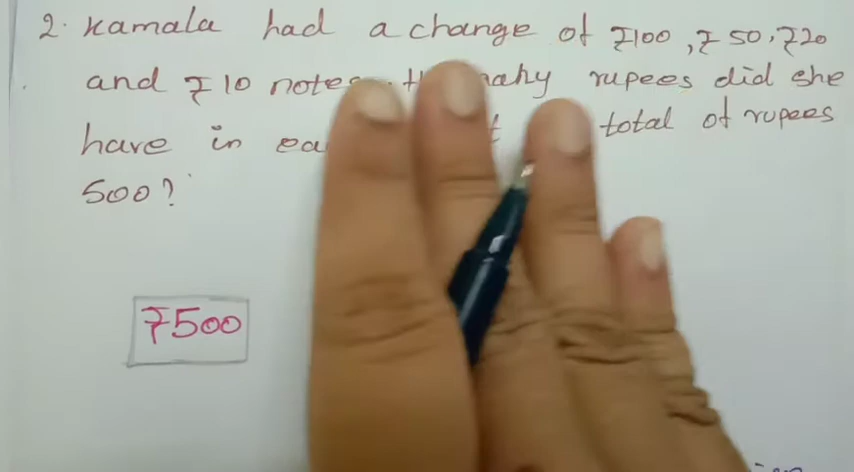 2. Kamala had a change of ₹100, ₹50, ₹20
and ₹10 notes. rupees did she
have in total of rupees
500?
₹500